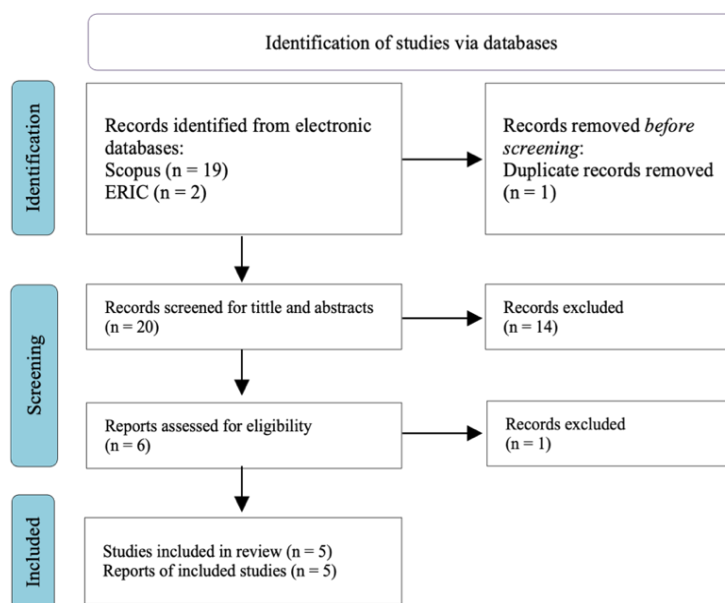 Identification of studies via databases
Identification
Records identified from electronic
databases:
Scopus (n = 19)
ERIC (n = 2)
Records removed before
screening:
Duplicate records removed
(n = 1)
Screening
Records screened for tittle and abstracts
(n = 20)
Records excluded
(n = 14)
Reports assessed for eligibility
(n = 6)
Records excluded
(n = 1)
Included
Studies included in review (n = 5)
Reports of included studies (n = 5)